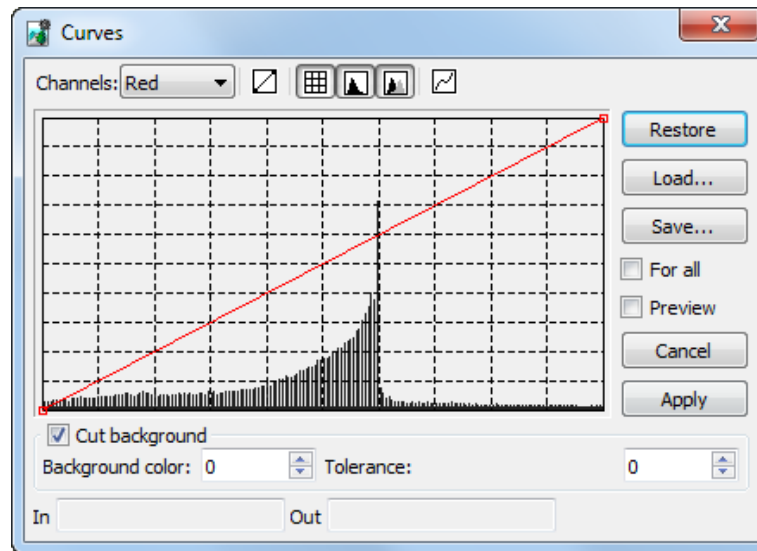 Curves
Channels: Red
Restore
Load...
Save...
For all
Preview
Cancel
Apply
Cut background
Background color: 0 Tolerance: 0
In Out